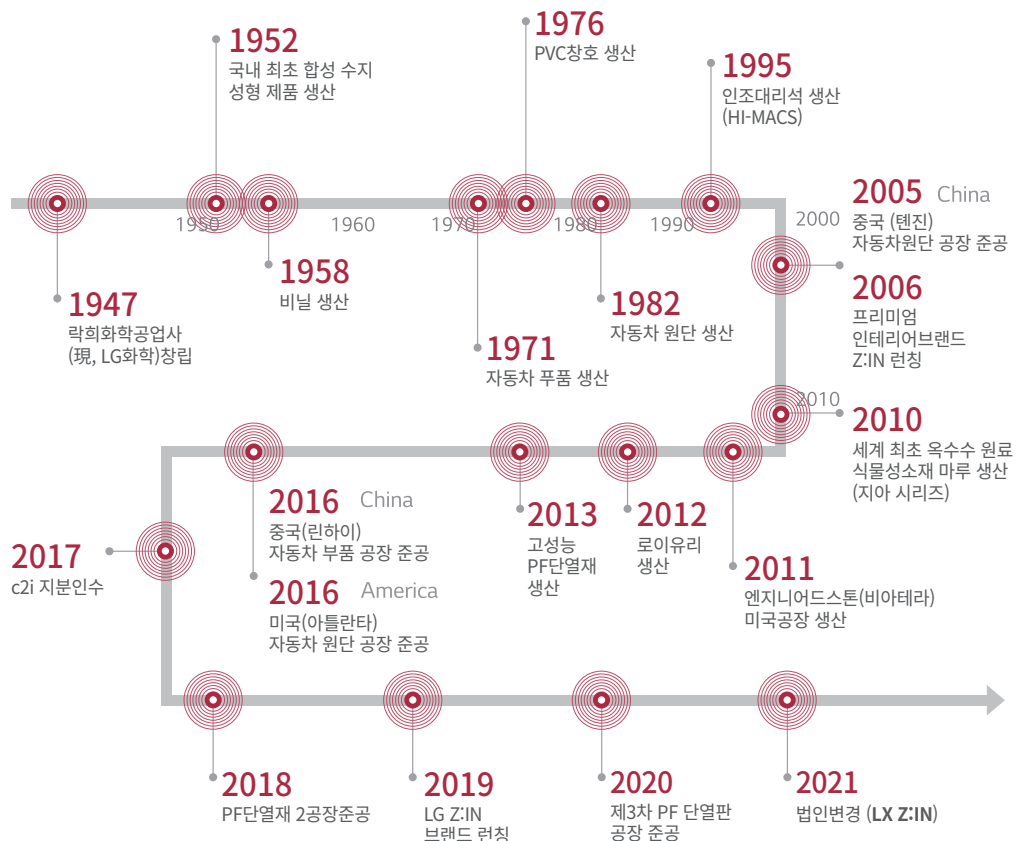 1952
국내 최초 합성 수지
성형 제품 생산
1976
PVC창호 생산
1995
인조대리석 생산
(HI-MACS)
1950
1960
1970
1980
1990
2000
1947
락희화학공업사
(現, LG화학)창립
1958
비닐 생산
1971
자동차 푸품 생산
1982
자동차 원단 생산
2005 China
중국 (톈진)
자동차원단 공장 준공
2006
프리미엄
인테리어브랜드
Z:IN 런칭
2010
2010
세계 최초 옥수수 원료
식물성소재 마루 생산
(지아 시리즈)
2011
엔지니어드스톤(비아테라)
미국공장 생산
2012
로이유리
생산
2013
고성능
PF단열재
생산
2016 China
중국(린하이)
자동차 부품 공장 준공
2016 America
미국(아틀란타)
자동차 원단 공장 준공
2017
c2i 지분인수
2018
PF단열재 2공장준공
2019
LG Z:IN
브랜드 런칭
2020
제3차 PF 단열판
공장 준공
2021
법인변경 (LX Z:IN)